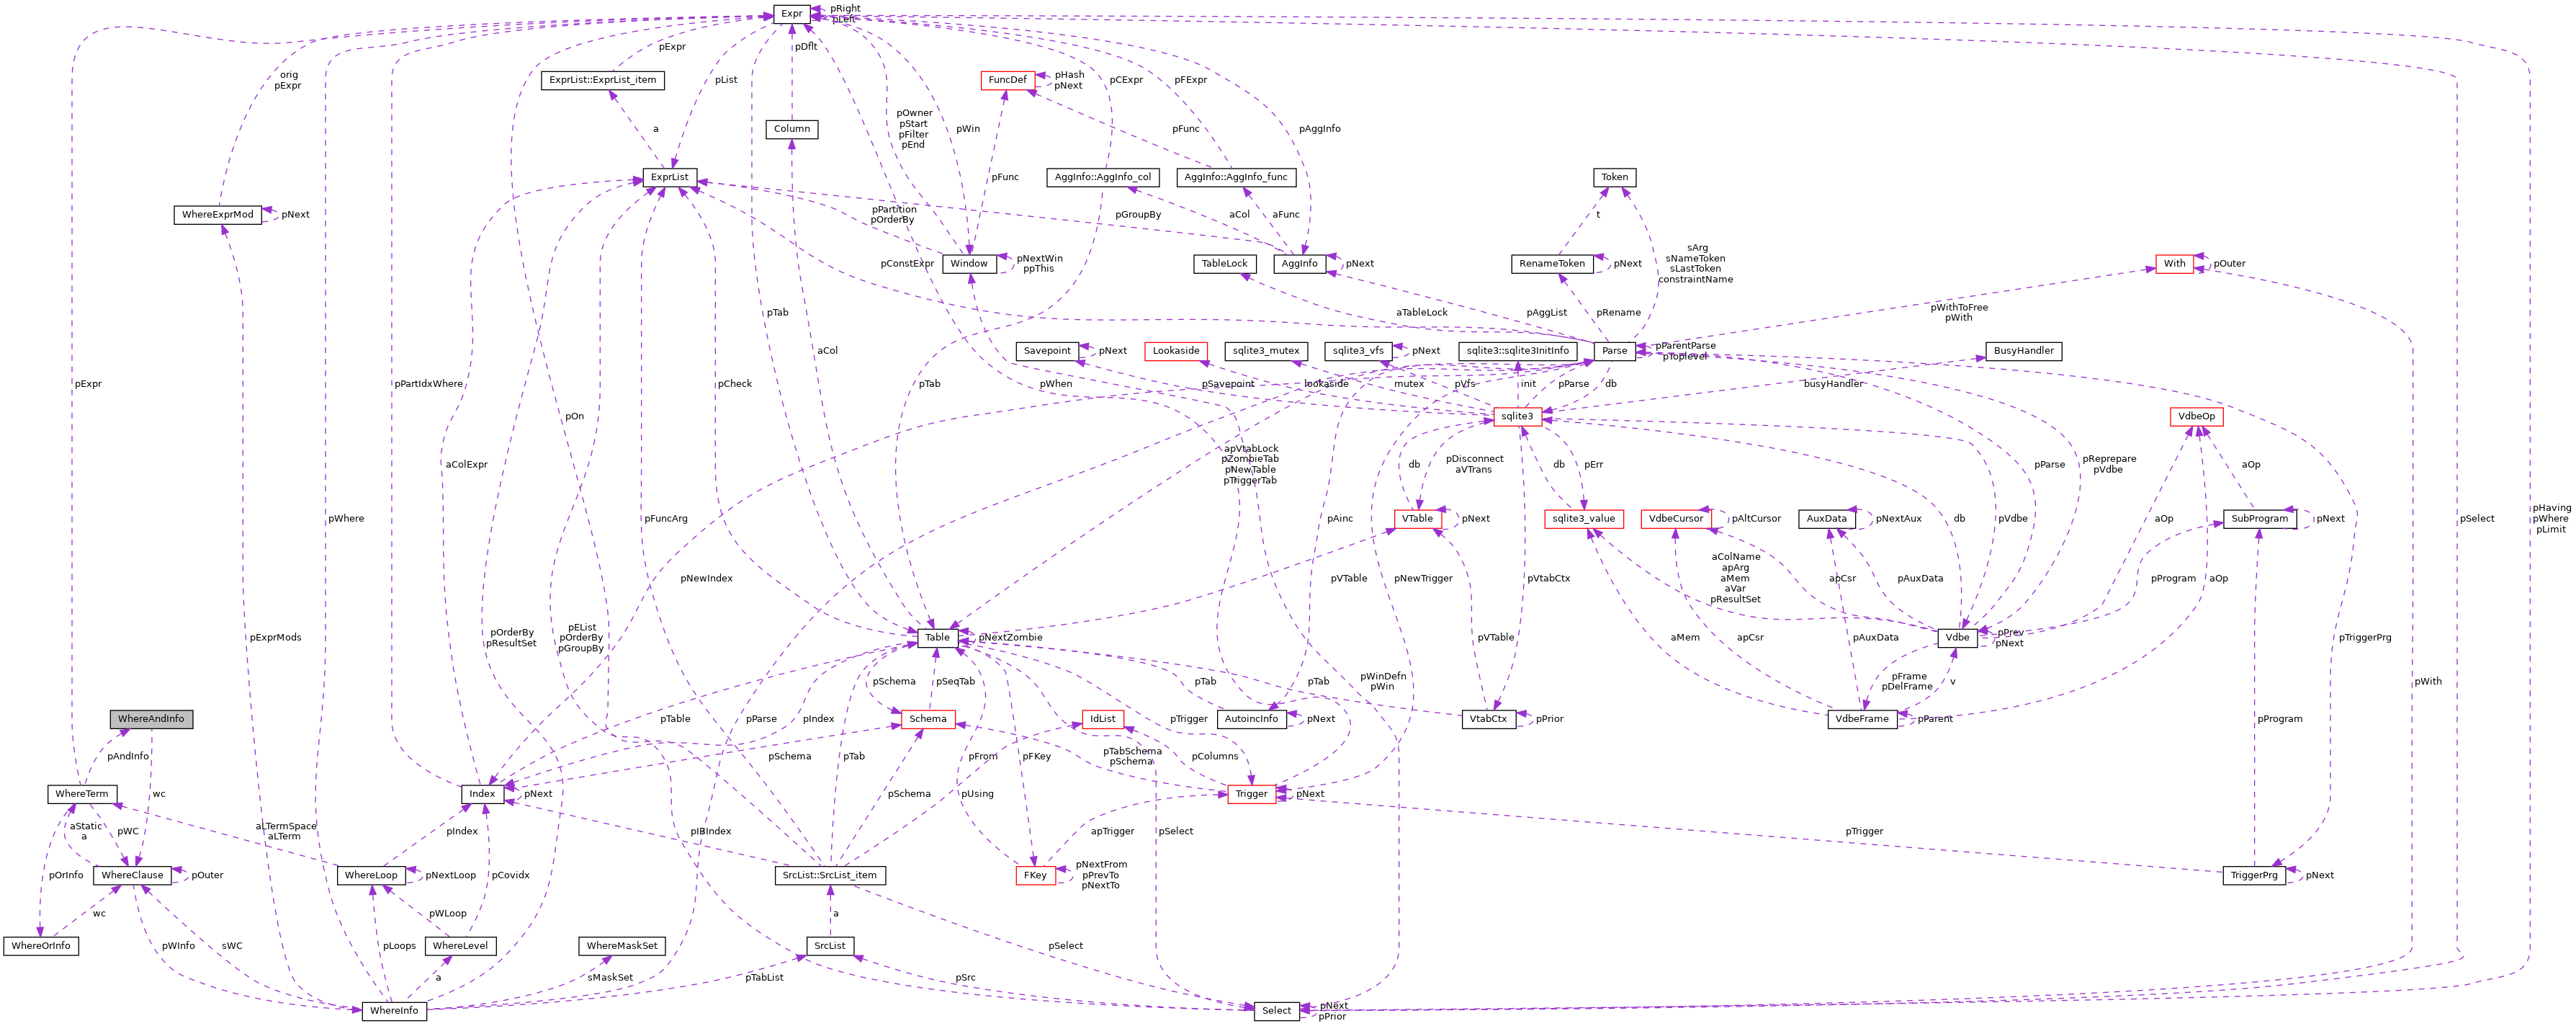 Expr
pRight
pLeft
orig
pExpr
pExpr
pDflt
ExprList::ExprList_item
pList
pCExpr
pFExpr
FuncDef
pHash
pNext
a
Column
pOwner
pStart
pFilter
pEnd
pWin
pFunc
pAggInfo
ExprList
pFunc
AggInfo::AggInfo_col
AggInfo::AggInfo_func
Token
WhereExprMod
pNext
pPartition
pOrderBy
pGroupBy
aCol
aFunc
t
sArg
sNameToken
sLastToken
constraintName
pConstExpr
Window
pNextWin
ppThis
TableLock
AggInfo
pNext
RenameToken
pNext
With
pOuter
pTab
aTableLock
pAggList
pRename
pWithToFree
pWith
aCol
Savepoint
pNext
Lookaside
sqlite3_mutex
sqlite3_vfs
pNext
sqlite3::sqlite3InitInfo
Parse
pParentParse
pToplevel
BusyHandler
pExpr
pPartIdxWhere
pCheck
pTab
pWhen
pSavepoint
lookaside
mutex
pVfs
init
pParse
db
busyHandler
pOn
sqlite3
VdbeOp
aColExpr
apVtabLock
pZombieTab
pNewTable
pTriggerTab
db
pDisconnect
aVTrans
db
pErr
pParse
pReprepare
pVdbe
aOp
pWhere
pFuncArg
pAinc
VTable
pNext
sqlite3_value
VdbeCursor
pAltCursor
AuxData
pNextAux
db
pVdbe
aOp
SubProgram
pNext
pSelect
pHaving
pWhere
pLimit
pNewIndex
pVTable
pNewTrigger
pVtabCtx
aColName
apArg
aMem
aVar
pResultSet
apCsr
pAuxData
pProgram
aOp
pExprMods
pOrderBy
pResultSet
pEList
pOrderBy
pGroupBy
Table
pNextZombie
pVTable
aMem
apCsr
pAuxData
Vdbe
pPrev
pNext
pTriggerPrg
pSchema
pSeqTab
pTab
pTab
pWinDefn
pWin
pFrame
pDelFrame
v
pWith
WhereAndInfo
pTable
pParse
pIndex
Schema
IdList
pTrigger
AutoincInfo
pNext
VtabCtx
pPrior
VdbeFrame
pParent
pProgram
pAndInfo
pSchema
pTab
pFrom
pFKey
pTabSchema
pSchema
pColumns
WhereTerm
wc
Index
pNext
pSchema
pUsing
Trigger
pNext
aStatic
a
pWC
aLTermSpace
aLTerm
pIndex
pIBIndex
apTrigger
pSelect
pTrigger
pOrInfo
WhereClause
pOuter
WhereLoop
pNextLoop
pCovidx
SrcList::SrcList_item
FKey
pNextFrom
pPrevTo
pNextTo
TriggerPrg
pNext
wc
pWLoop
a
WhereOrInfo
pWInfo
sWC
pLoops
WhereLevel
WhereMaskSet
SrcList
pSelect
a
sMaskSet
pTabList
pSrc
WhereInfo
Select
pNext
pPrior